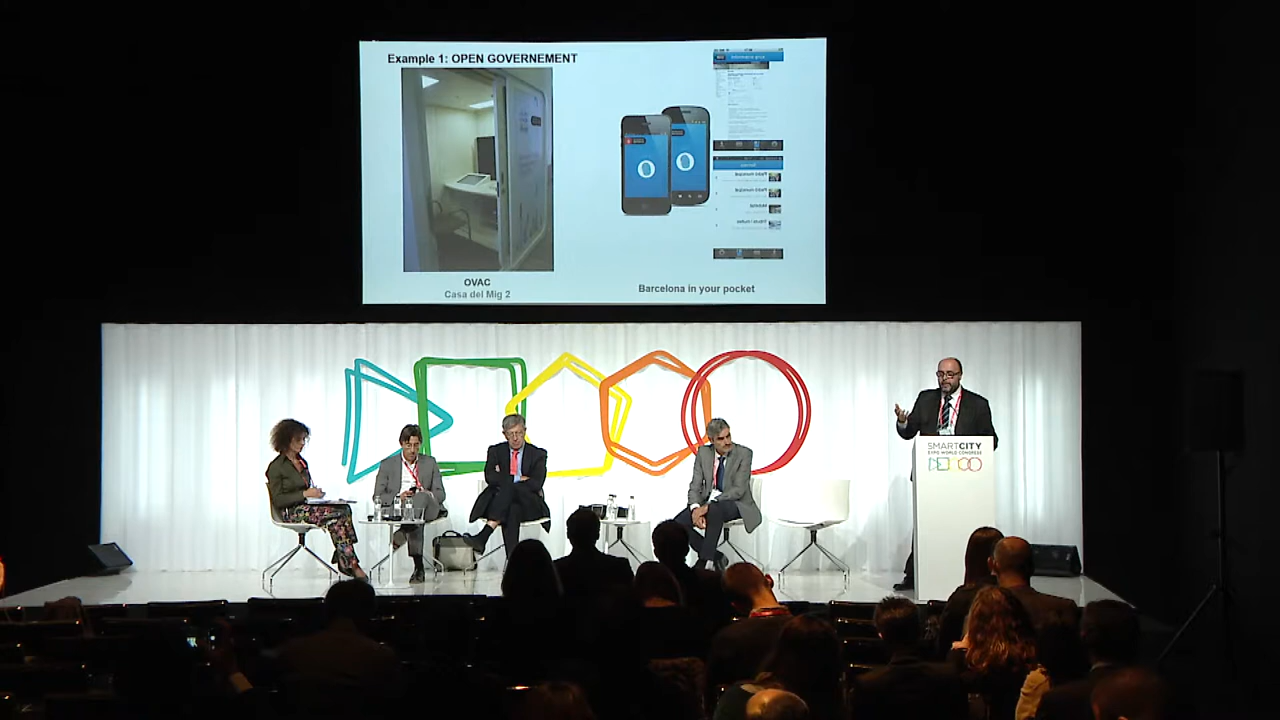 Example 1: OPEN GOVERNEMENT
OVAC
Casa del Mig 2
Barcelona in your pocket
SMARTCITY
EXPO WORLD CONGRESS